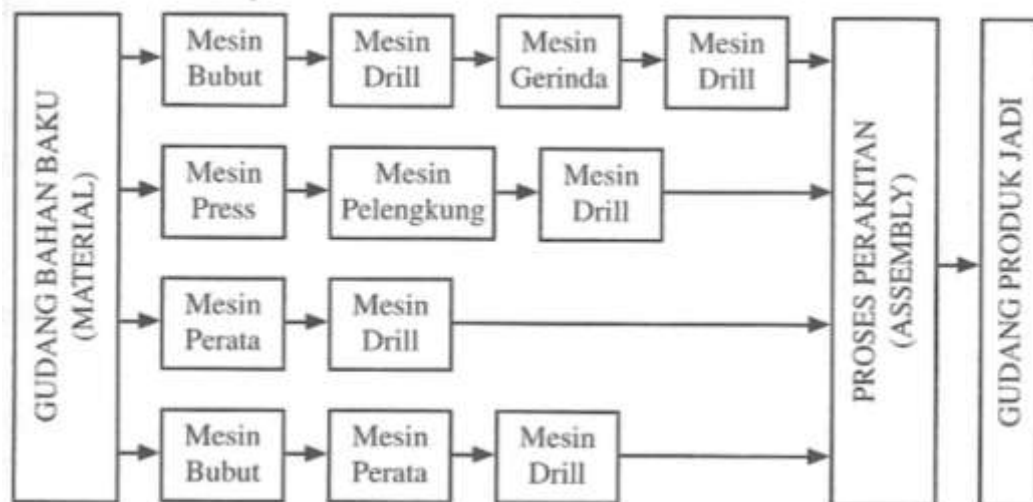 GUDANG BAHAN BAKU
(MATERIAL)
Mesin
Bubut
Mesin
Drill
Mesin
Gerinda
Mesin
Drill
Mesin
Press
Mesin
Pelengkung
Mesin
Drill
Mesin
Perata
Mesin
Drill
Mesin
Bubut
Mesin
Perata
Mesin
Drill
PROSES PERAKITAN
(ASSEMBLY)
GUDANG PRODUK JADI